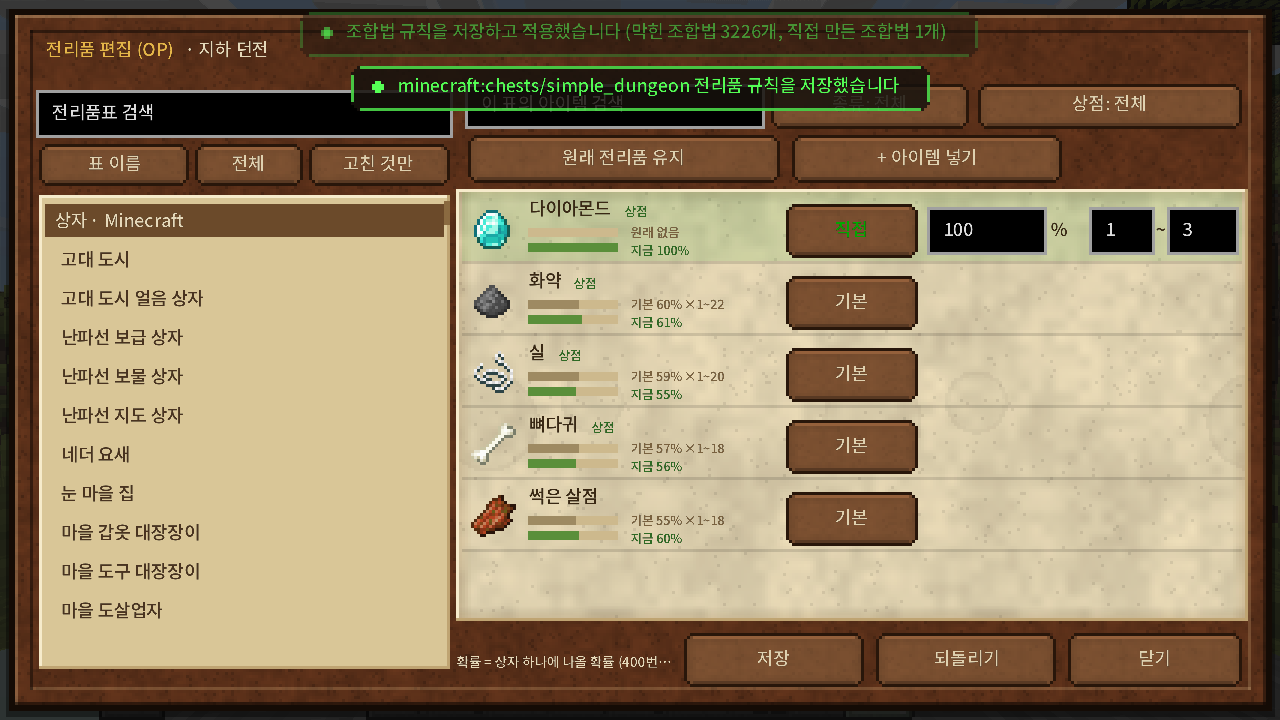 조합법 규칙을 저장하고 적용했습니다 (막힌 조합법 3226개, 직접 만든 조합법 1개)
전리품 편집 (OP) · 지하 던전
minecraft:chests/simple_dungeon 전리품 규칙을 저장했습니다
전리품표 검색
이 표의 아이템 검색
종류: 전체
상점: 전체
표 이름
전체
고친 것만
원래 전리품 유지
+ 아이템 넣기
상자 · Minecraft
고대 도시
고대 도시 얼음 상자
난파선 보급 상자
난파선 보물 상자
난파선 지도 상자
네더 요새
눈 마을 집
마을 갑옷 대장장이
마을 도구 대장장이
마을 도살업자
다이아몬드 상점
원래 없음
지금 100%
직접
100 %
1 ~ 3
화약 상점
기본 60% ×1~22
지금 61%
기본
실 상점
기본 59% ×1~20
지금 55%
기본
뼈다귀 상점
기본 57% ×1~18
지금 56%
기본
썩은 살점
기본 55% ×1~18
지금 60%
기본
확률 = 상자 하나에 나올 확률 (400번…
저장
되돌리기
닫기